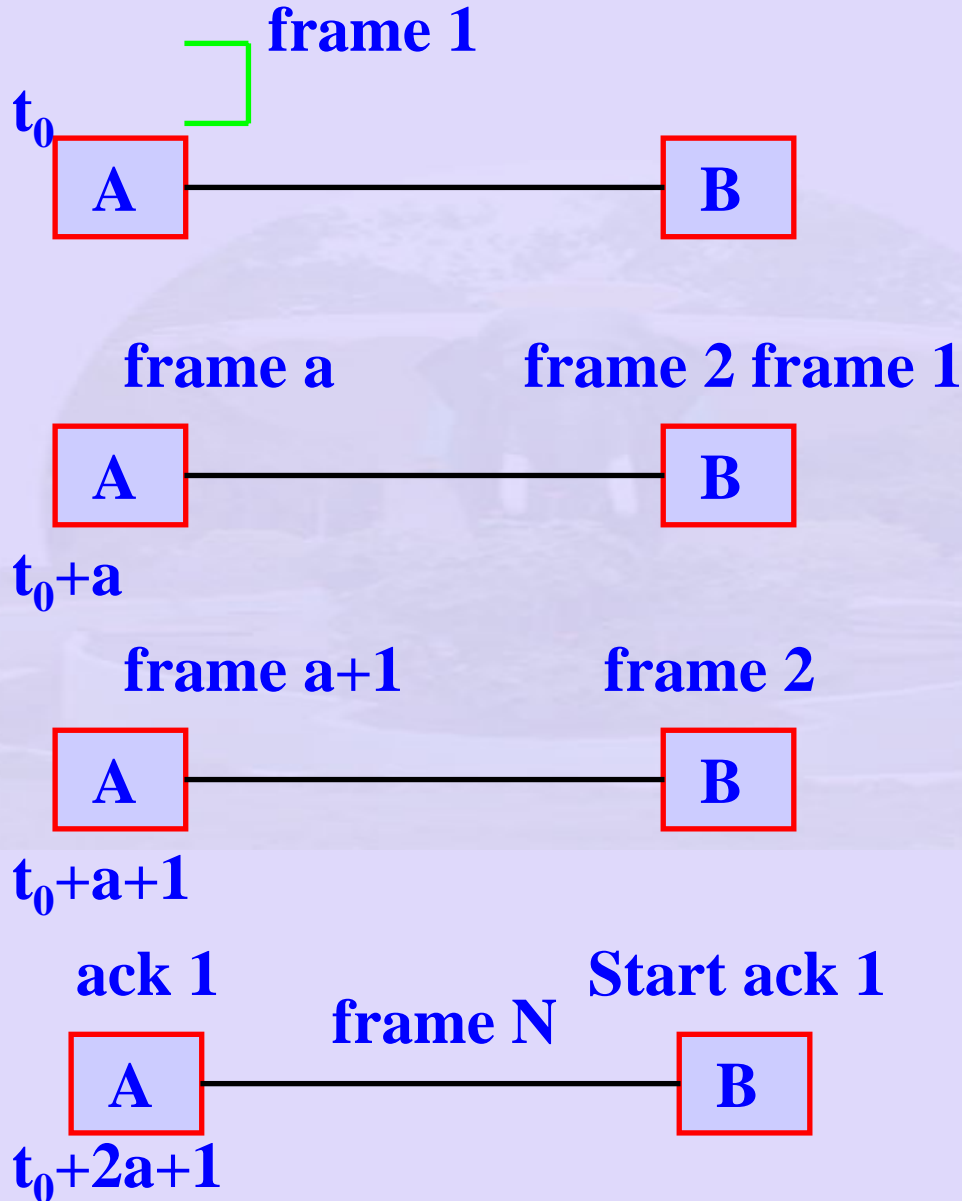 frame 1
t₀
A B
frame a frame 2 frame 1
A B
t₀+a
frame a+1 frame 2
A B
t₀+a+1
ack 1 Start ack 1
frame N
A B
t₀+2a+1